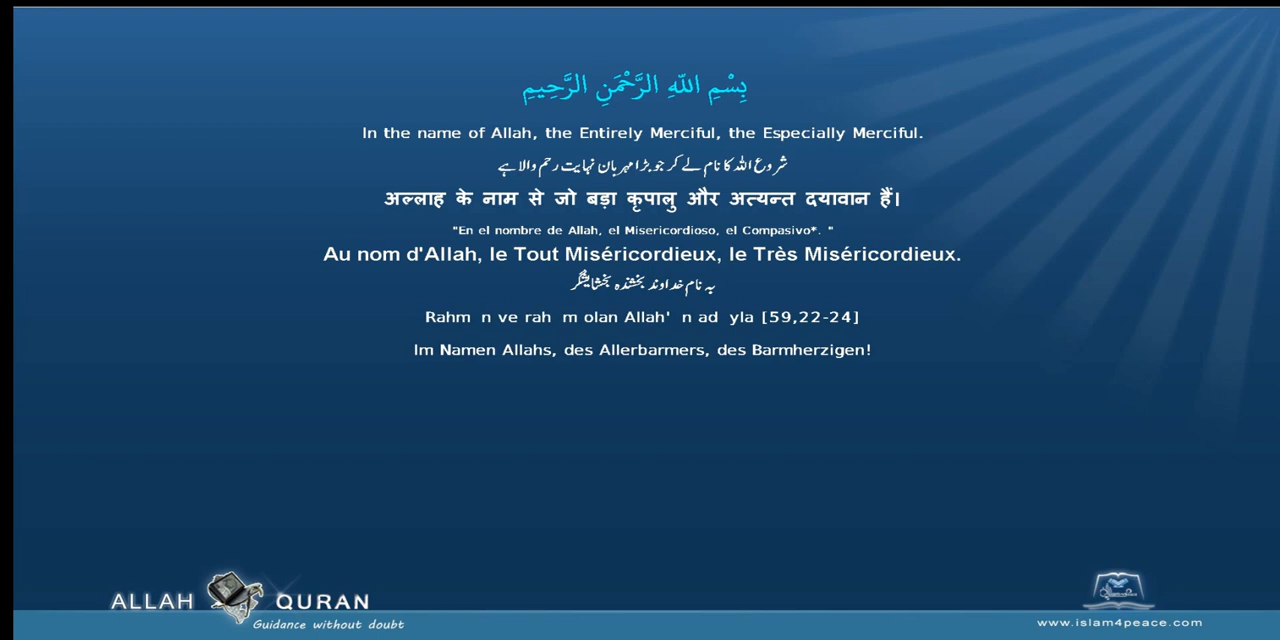 بِسْمِ اللّهِ الرَّحْمَنِ الرَّحِيمِ
In the name of Allah, the Entirely Merciful, the Especially Merciful.
شروع اللہ کا نام لے کر جو بڑا مہربان نہایت رحم والا ہے
अल्लाह के नाम से जो बड़ा कृपालु और अत्यन्त दयावान हैं।
"En el nombre de Allah, el Misericordioso, el Compasivo*. "
Au nom d'Allah, le Tout Miséricordieux, le Très Miséricordieux.
بہ نام خداوند بخشنده بخشایشگر
Rahm n ve rah m olan Allah' n ad yla [59,22-24]
Im Namen Allahs, des Allerbarmers, des Barmherzigen!
ALLAH QURAN
Guidance without doubt
www.islam4peace.com